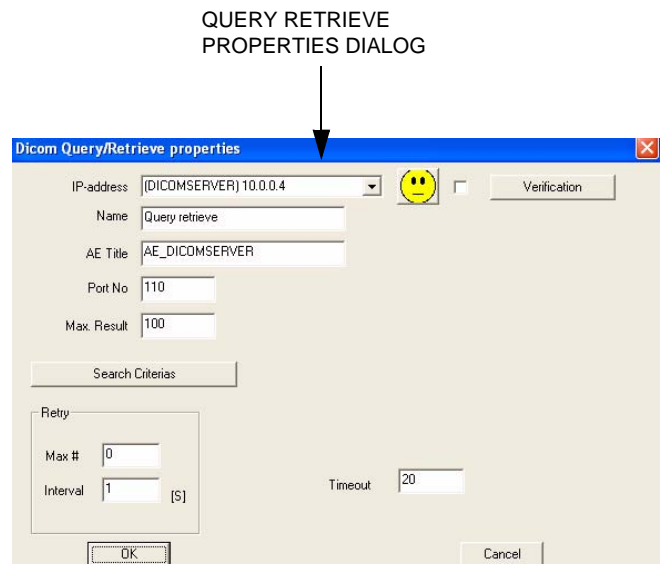 QUERY RETRIEVE
PROPERTIES DIALOG
Dicom Query/Retrieve properties
IP-address (DICOMSERVER) 10.0.0.4 Verification
Name Query retrieve
AE Title AE_DICOMSERVER
Port No 110
Max. Result 100
Search Criterias
Retry
Max # 0
Interval 1 [S] Timeout 20
OK Cancel